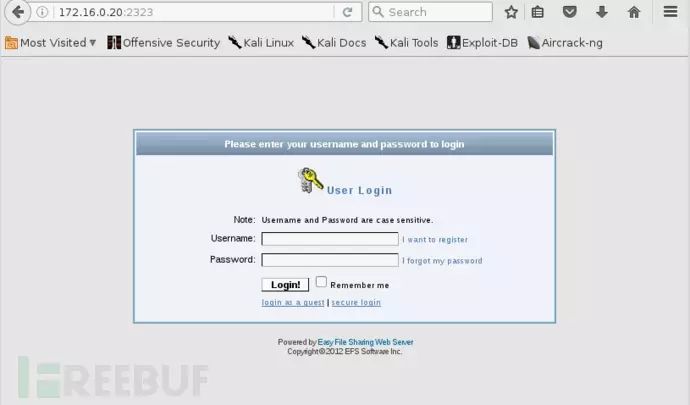 172.16.0.20:2323
Search
Most Visited
Offensive Security
Kali Linux
Kali Docs
Kali Tools
Exploit-DB
Aircrack-ng
Please enter your username and password to login
User Login
Note: Username and Password are case sensitive.
Username: I want to register
Password: I forgot my password
Login! Remember me
login as a guest | secure login
Powered by Easy File Sharing Web Server
Copyright©2012 EFS Software Inc.
FREEBUF